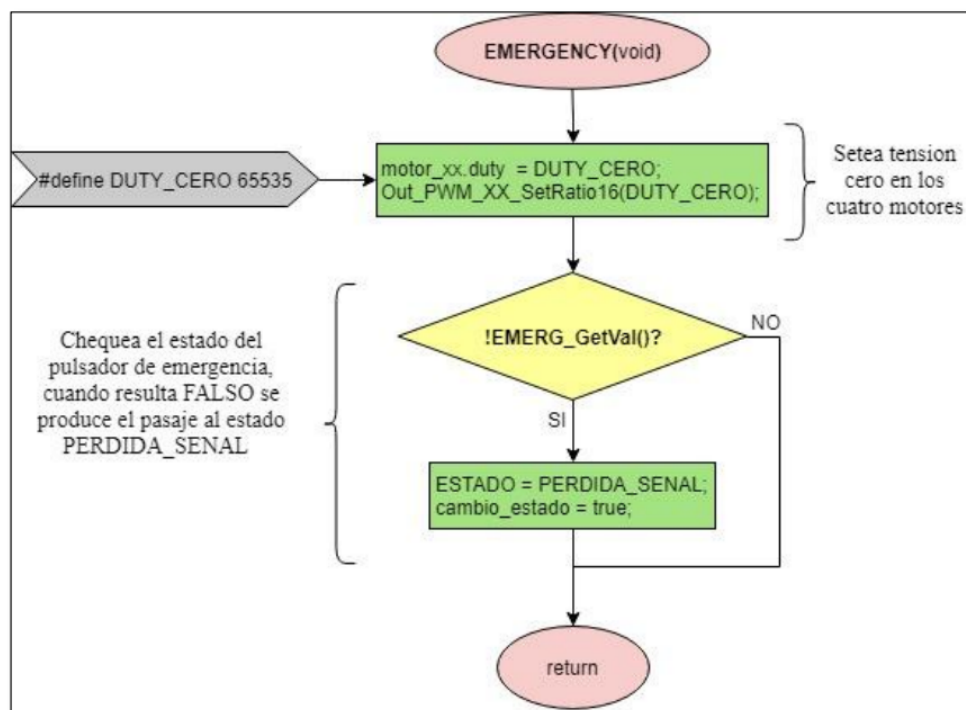 EMERGENCY(void)
#define DUTY_CERO 65535
motor_xx.duty = DUTY_CERO;
Out_PWM_XX_SetRatio16(DUTY_CERO);
Setea tension
cero en los
cuatro motores
!EMERG_GetVal()?
NO
SI
Chequea el estado del
pulsador de emergencia,
cuando resulta FALSO se
produce el pasaje al estado
PERDIDA_SENAL
ESTADO = PERDIDA_SENAL;
cambio_estado = true;
return